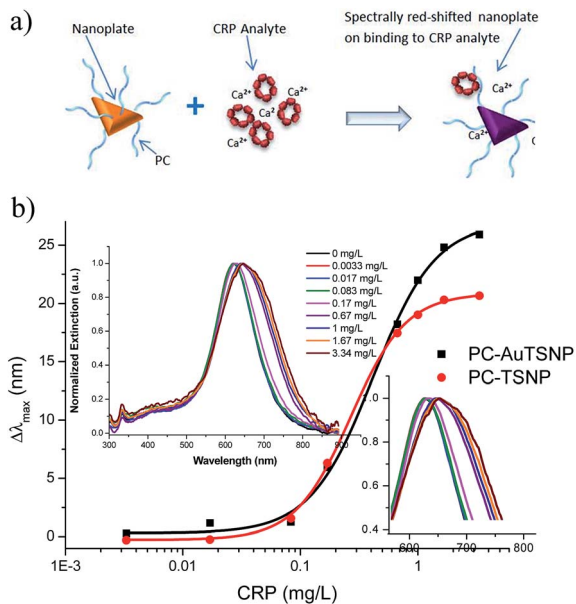 a)
Nanoplate
CRP Analyte
Spectrally red-shifted nanoplate
on binding to CRP analyte
Ca2+
Ca2+
Ca2
Ca2+
Ca2+
+
PC
Ca2+
Ca2+
b)
Δλmax (nm)
25
20
15
10
5
0
1E-3
0.01
0.1
1
CRP (mg/L)
Normalized Extinction (a.u.)
1.0
0.8
0.6
0.4
0.2
0.0
300 400 500 600 700 800 900
Wavelength (nm)
0 mg/L
0.0033 mg/L
0.017 mg/L
0.083 mg/L
0.17 mg/L
0.67 mg/L
1 mg/L
1.67 mg/L
3.34 mg/L
PC-AuTSNP
PC-TSNP
1.0
0.8
0.6
0.4
600 700 800